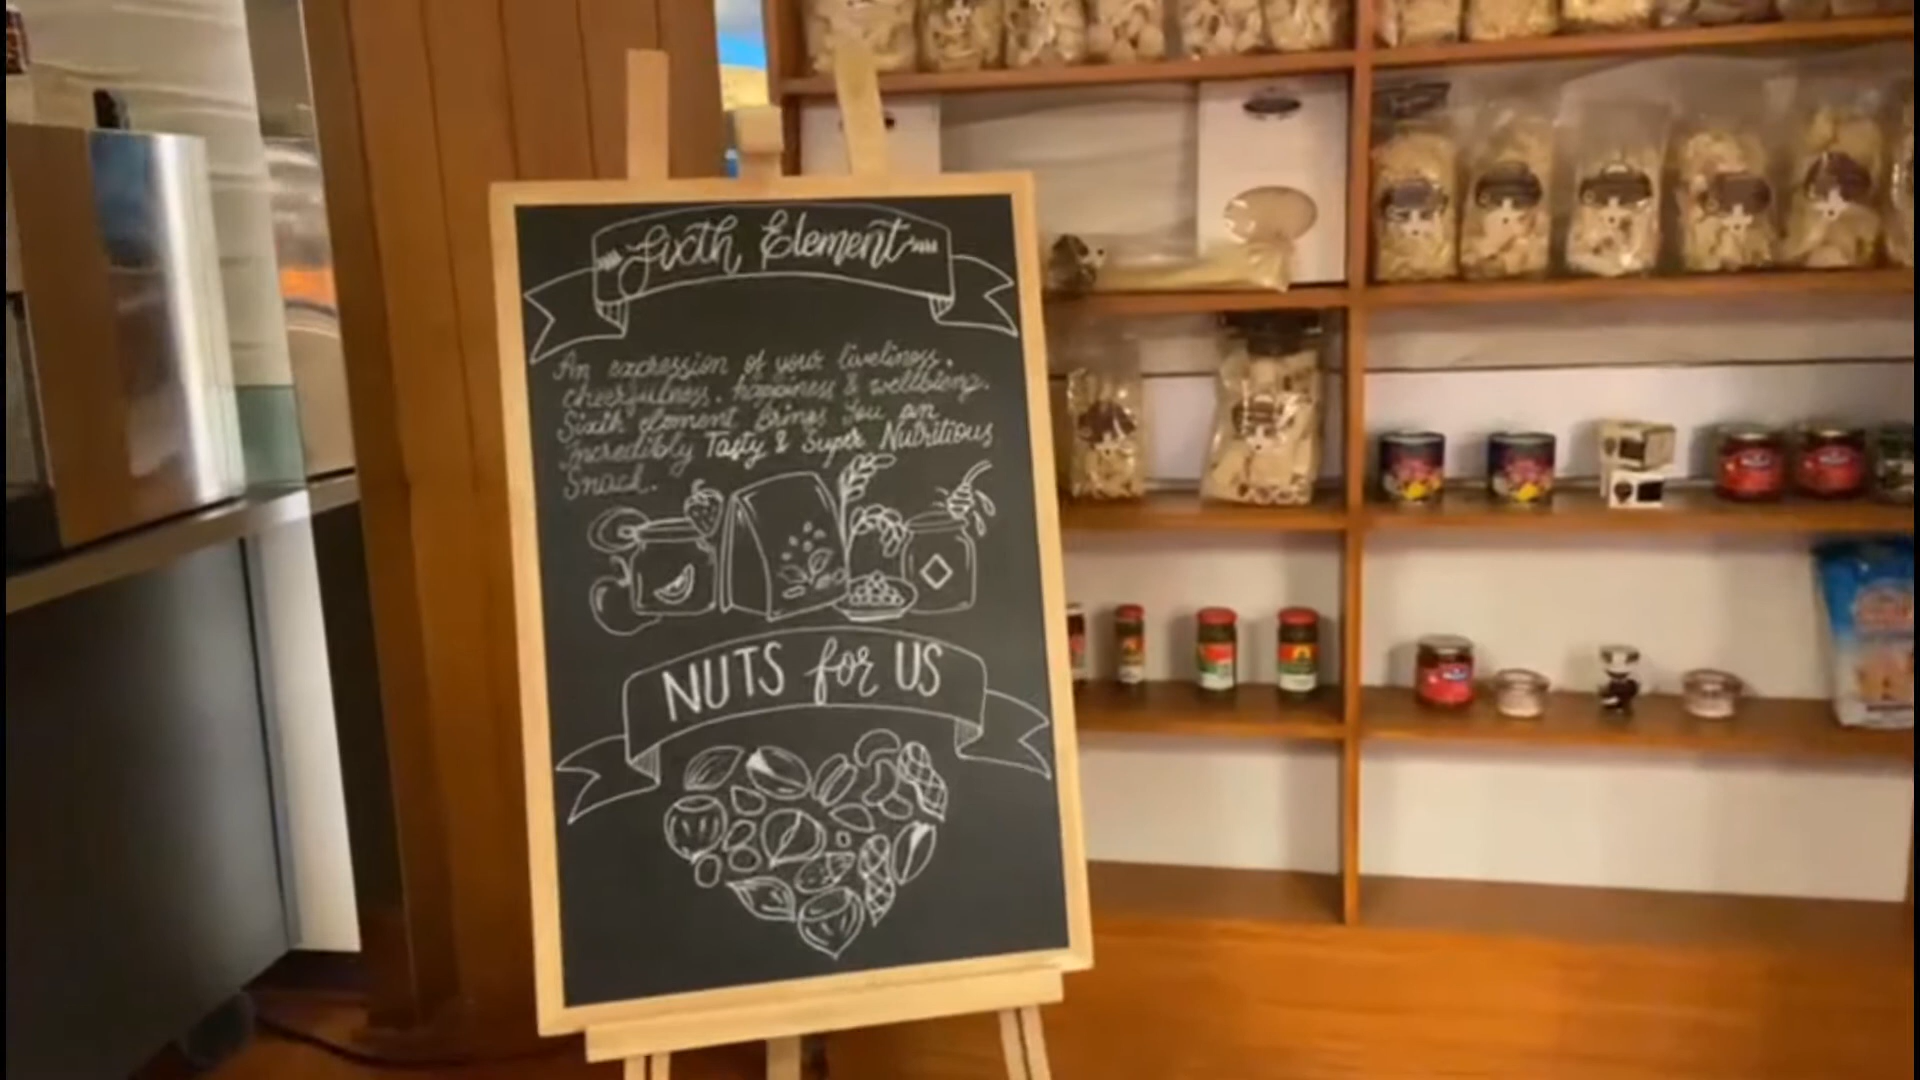 Sixth Element
An expression of your liveliness,
cheerfulness, happiness & wellbieng.
Sixth element Brings You an
incredibly Tasty & Super Nutritious
Snack.
NUTS for US